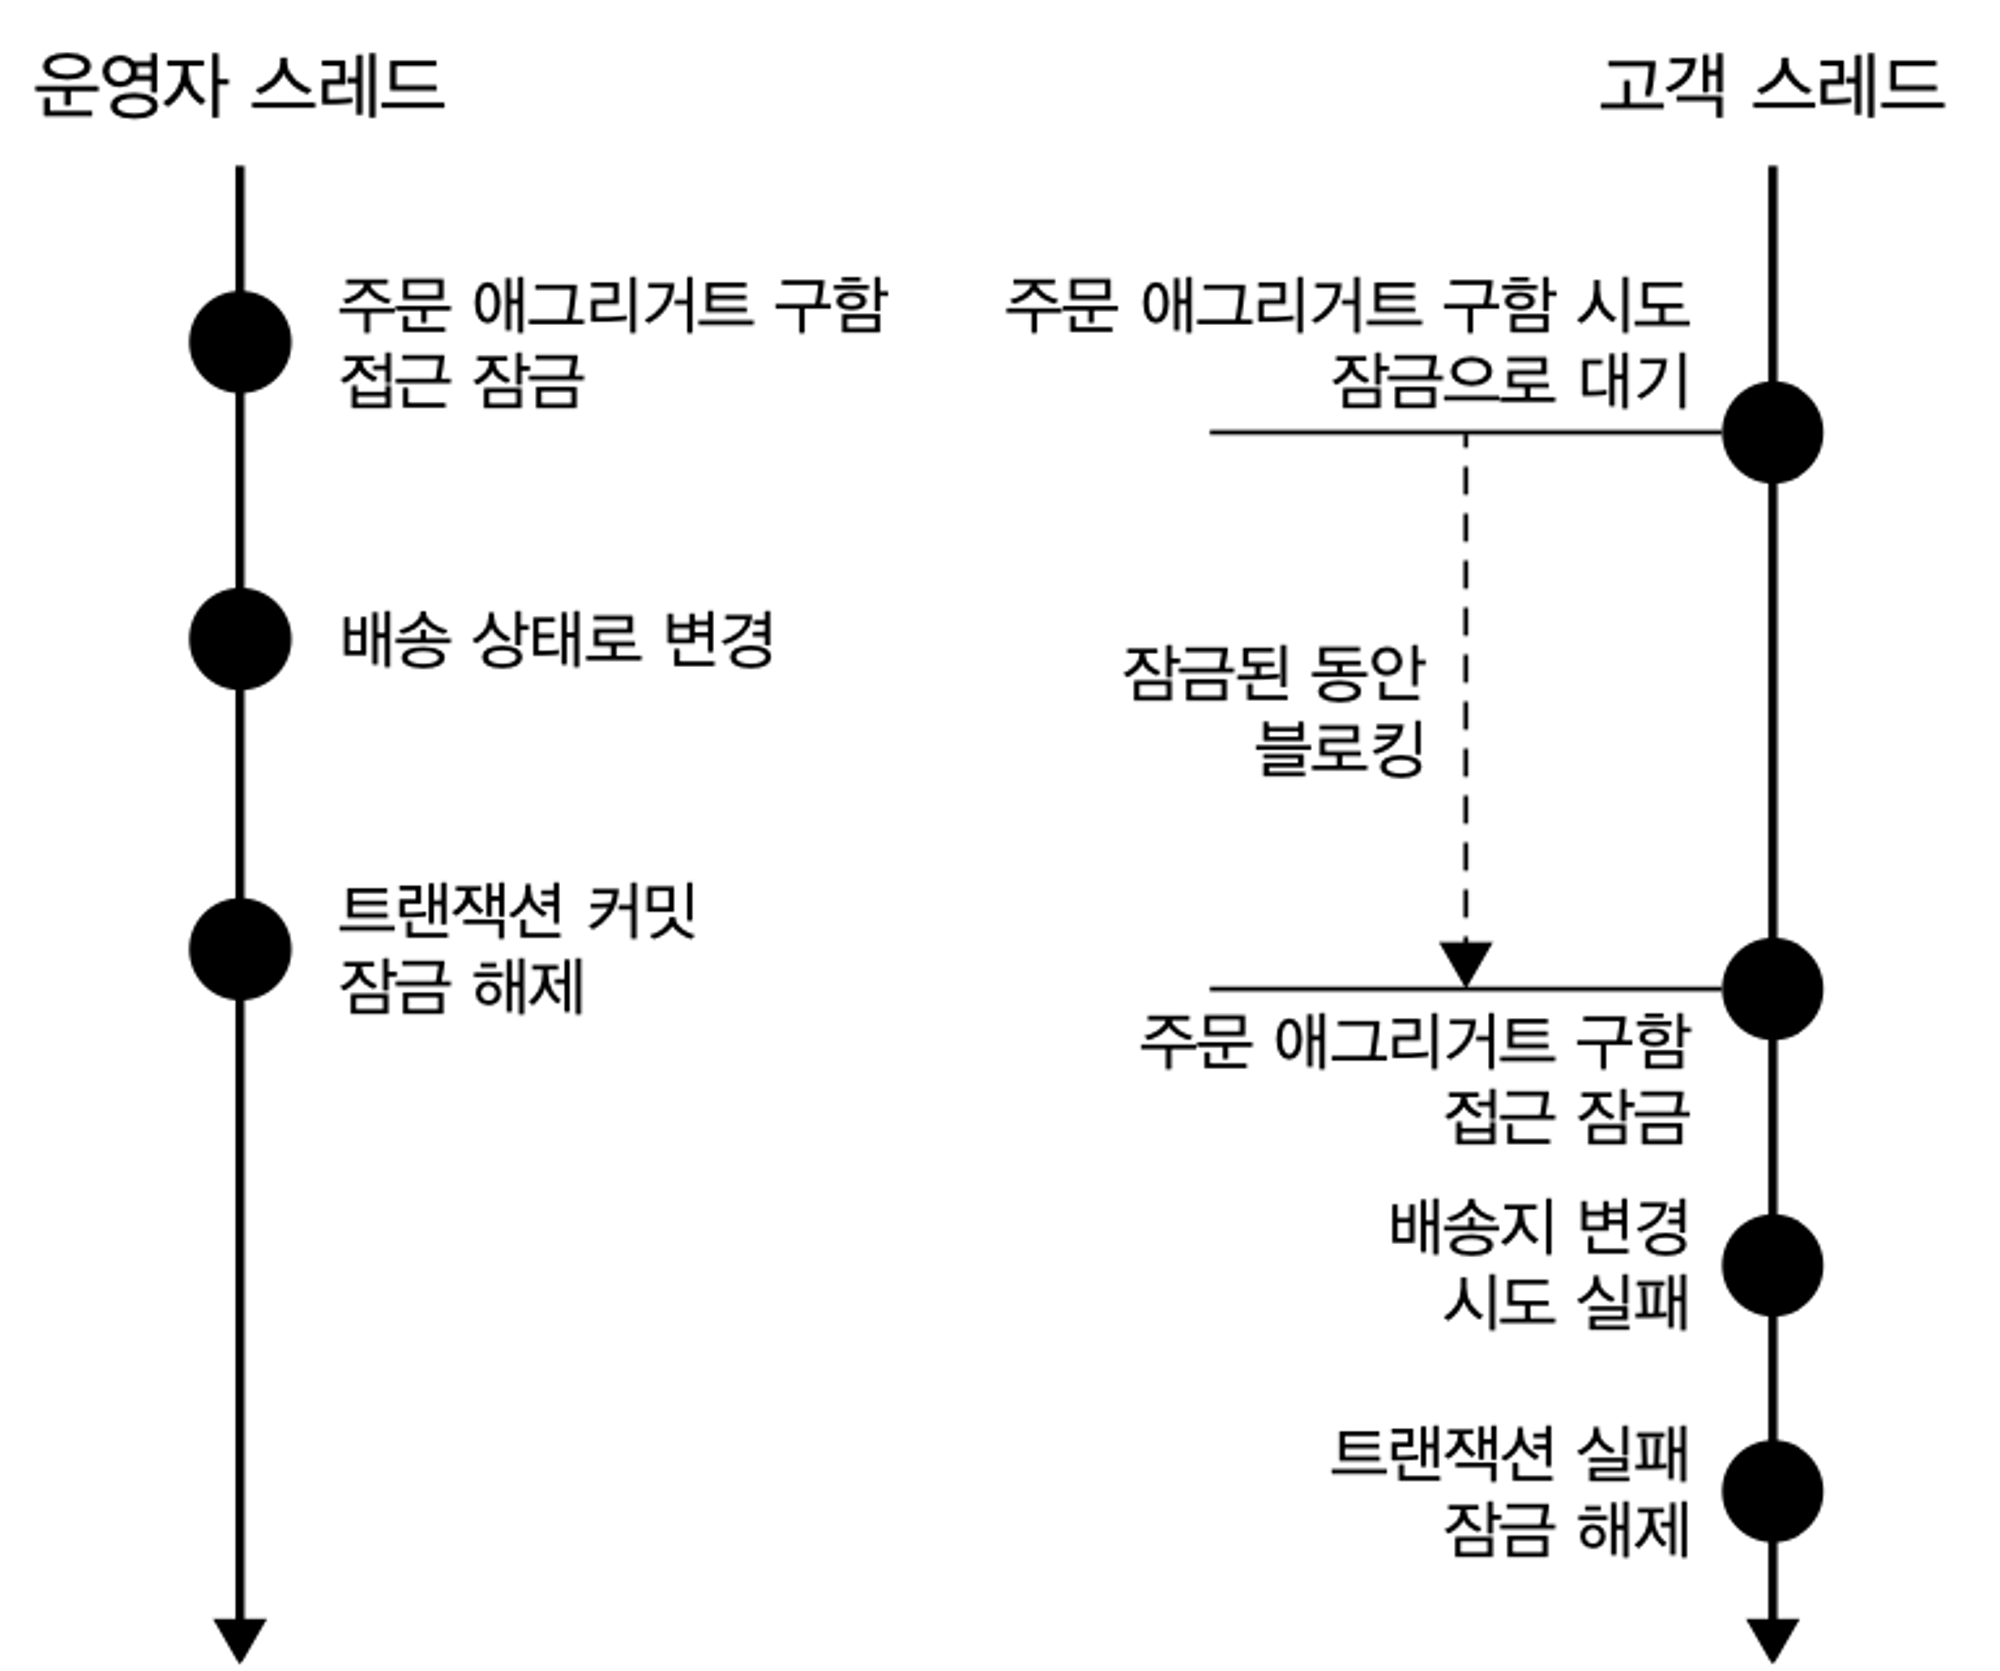 운영자 스레드
고객 스레드
주문 애그리거트 구함
접근 잠금
주문 애그리거트 구함 시도
잠금으로 대기
배송 상태로 변경
잠금된 동안
블로킹
트랜잭션 커밋
잠금 해제
주문 애그리거트 구함
접근 잠금
배송지 변경
시도 실패
트랜잭션 실패
잠금 해제